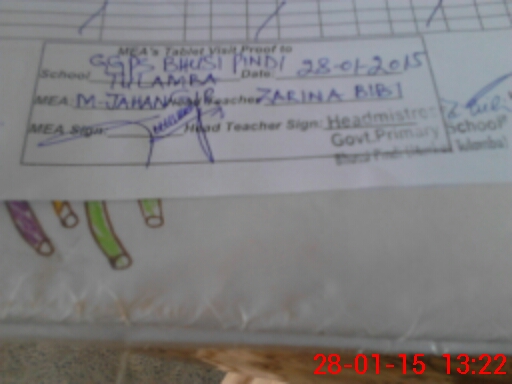 MEA's Tablet Visit Proof to
School GGPS BHUSI PINDI Date: 28-01-2015
TULAMBA
MEA: M. JAHANGIR Teacher ZARINA BIBI
MEA Sign: Head Teacher Sign: Headmistress
Govt. Primary School
28-01-15 13:22